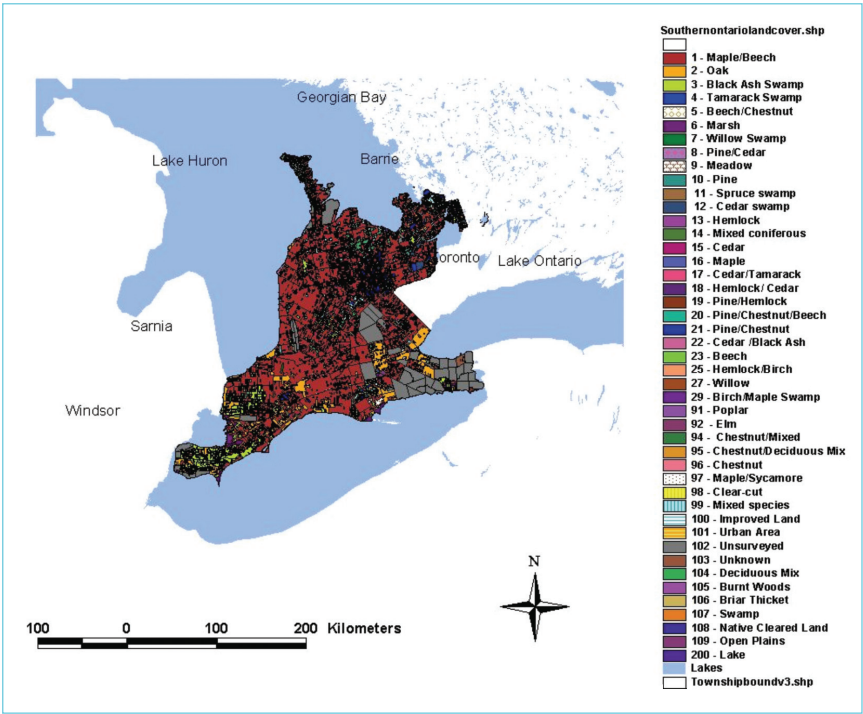 Southernontariolandcover.shp
1 - Maple/Beech
2 - Oak
3 - Black Ash Swamp
4 - Tamarack Swamp
5 - Beech/Chestnut
6 - Marsh
7 - Willow Swamp
8 - Pine/Cedar
9 - Meadow
10 - Pine
11 - Spruce swamp
12 - Cedar swamp
13 - Hemlock
14 - Mixed coniferous
15 - Cedar
16 - Maple
17 - Cedar/Tamarack
18 - Hemlock/ Cedar
19 - Pine/Hemlock
20 - Pine/Chestnut/Beech
21 - Pine/Chestnut
22 - Cedar /Black Ash
23 - Beech
25 - Hemlock/Birch
27 - Willow
29 - Birch/Maple Swamp
91 - Poplar
92 - Elm
94 - Chestnut/Mixed
95 - Chestnut/Deciduous Mix
96 - Chestnut
97 - Maple/Sycamore
98 - Clear-cut
99 - Mixed species
100 - Improved Land
101 - Urban Area
102 - Unsurveyed
103 - Unknown
104 - Deciduous Mix
105 - Burnt Woods
106 - Briar Thicket
107 - Swamp
108 - Native Cleared Land
109 - Open Plains
200 - Lake
Lakes
Townshipboundv3.shp
Georgian Bay
Lake Huron
Barrie
oronto
Lake Ontario
Sarnia
Windsor
N
100 0 100 200 Kilometers